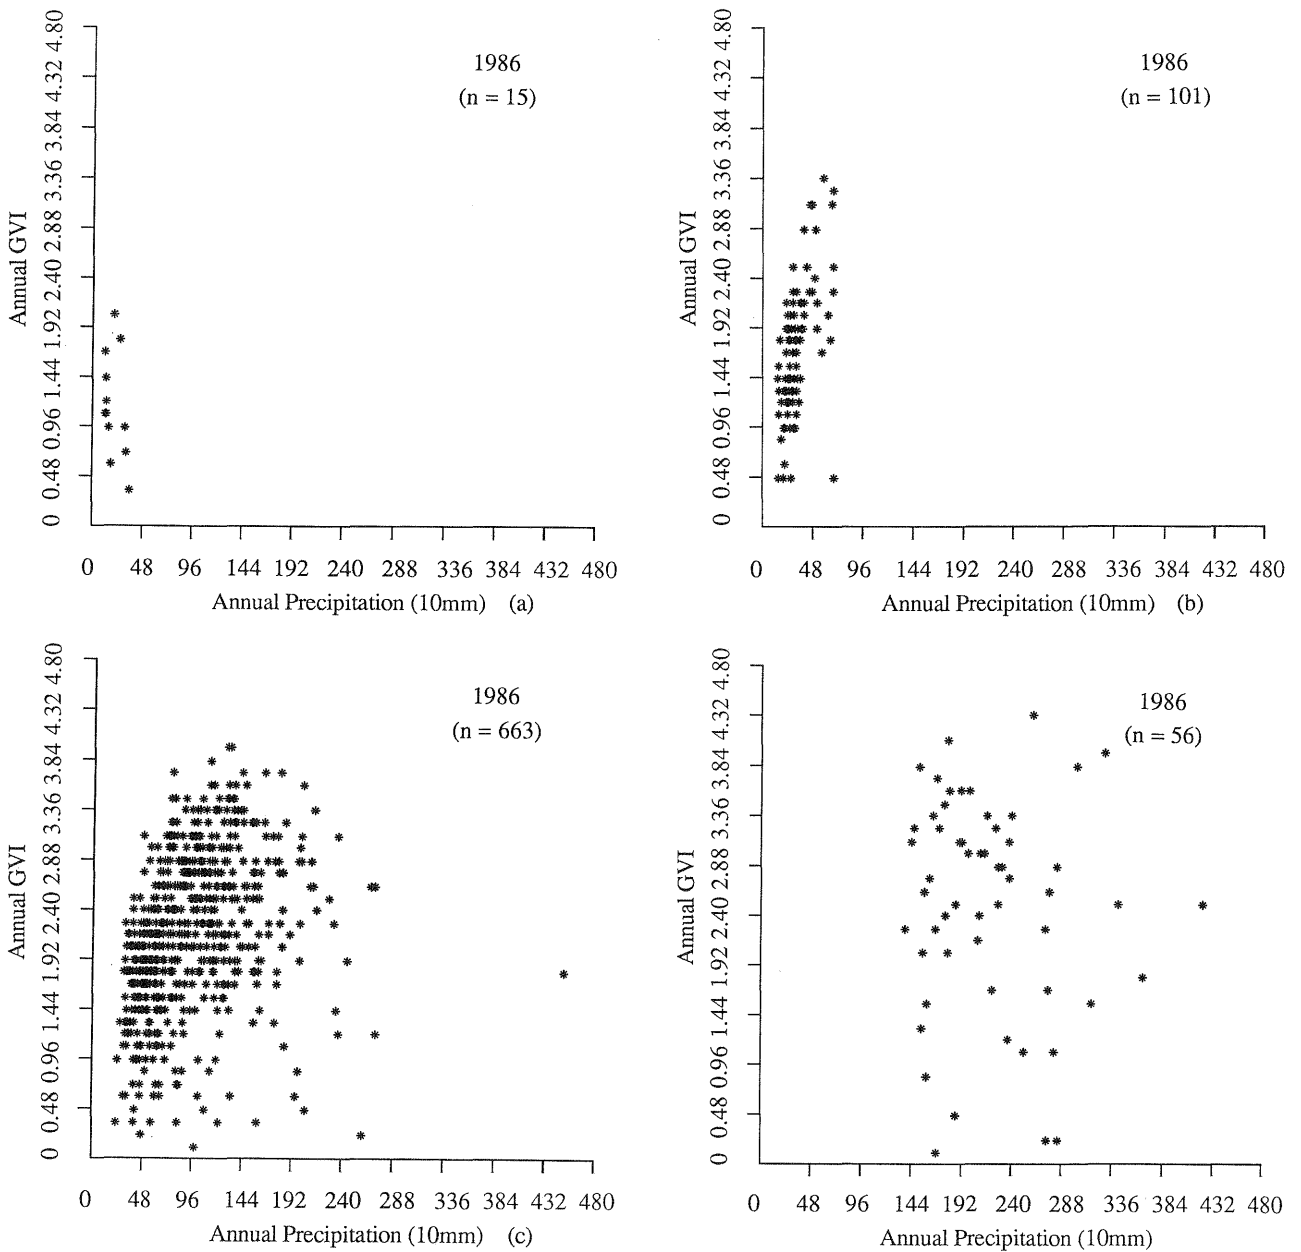 1986
(n = 15)
Annual GVI
0 0.48 0.96 1.44 1.92 2.40 2.88 3.36 3.84 4.32 4.80
0 48 96 144 192 240 288 336 384 432 480
Annual Precipitation (10mm) (a)
1986
(n = 101)
Annual GVI
0 0.48 0.96 1.44 1.92 2.40 2.88 3.36 3.84 4.32 4.80
0 48 96 144 192 240 288 336 384 432 480
Annual Precipitation (10mm) (b)
1986
(n = 663)
Annual GVI
0 0.48 0.96 1.44 1.92 2.40 2.88 3.36 3.84 4.32 4.80
0 48 96 144 192 240 288 336 384 432 480
Annual Precipitation (10mm) (c)
1986
(n = 56)
Annual GVI
0 0.48 0.96 1.44 1.92 2.40 2.88 3.36 3.84 4.32 4.80
0 48 96 144 192 240 288 336 384 432 480
Annual Precipitation (10mm)